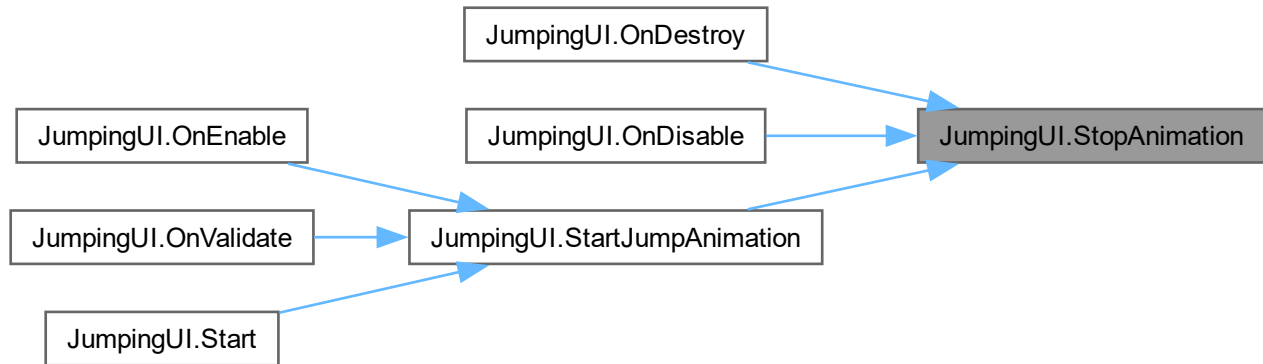 JumpingUI.OnDestroy
JumpingUI.OnEnable
JumpingUI.OnDisable
JumpingUI.StopAnimation
JumpingUI.OnValidate
JumpingUI.StartJumpAnimation
JumpingUI.Start